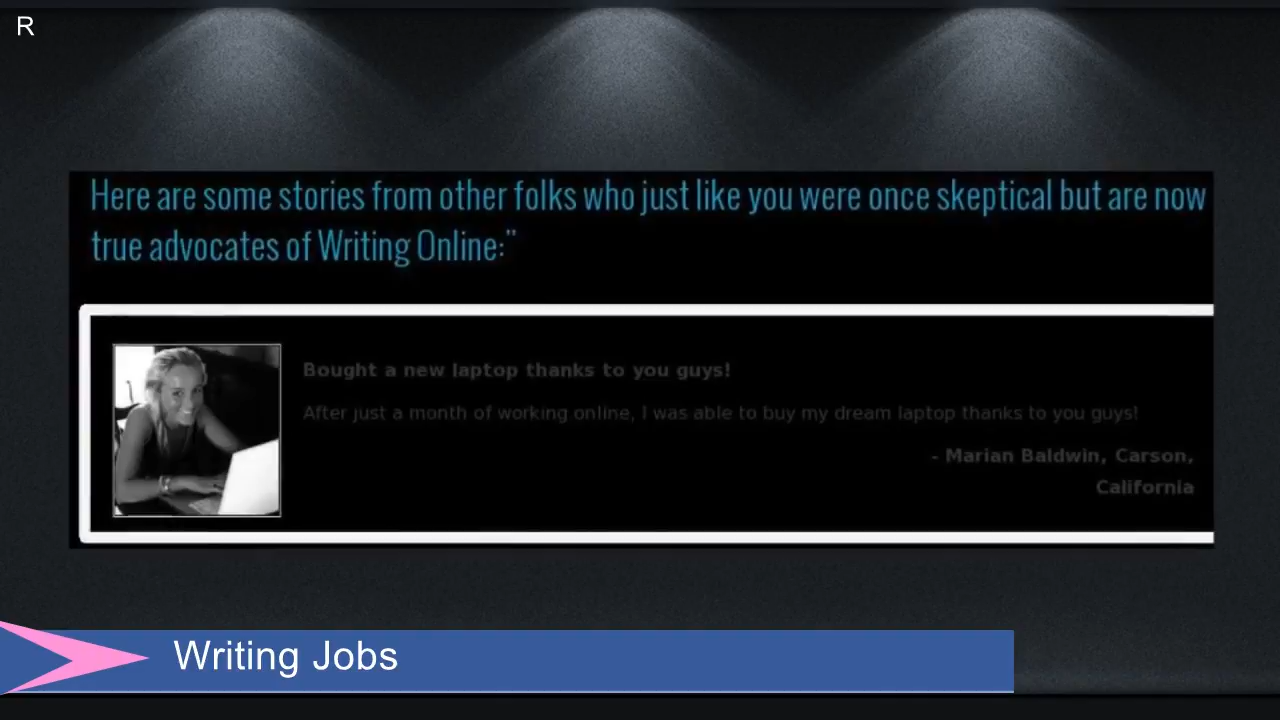 R
Here are some stories from other folks who just like you were once skeptical but are now
true advocates of Writing Online:"
Bought a new laptop thanks to you guys!
After just a month of working online, I was able to buy my dream laptop thanks to you guys!
- Marian Baldwin, Carson,
California
Writing Jobs